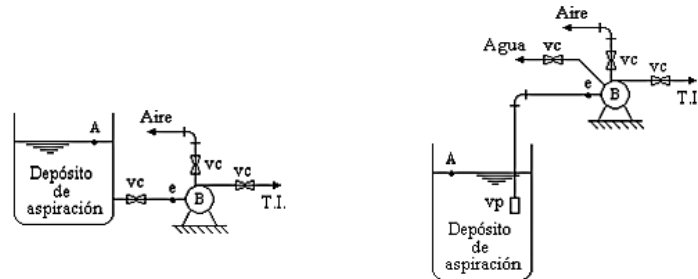 A
Depósito
de
aspiración
vc
e
Aire
vc
B
vc
T.I.
Aire
Agua
vc
vc
vc
e
B
T.I.
A
vp
Depósito
de
aspiración